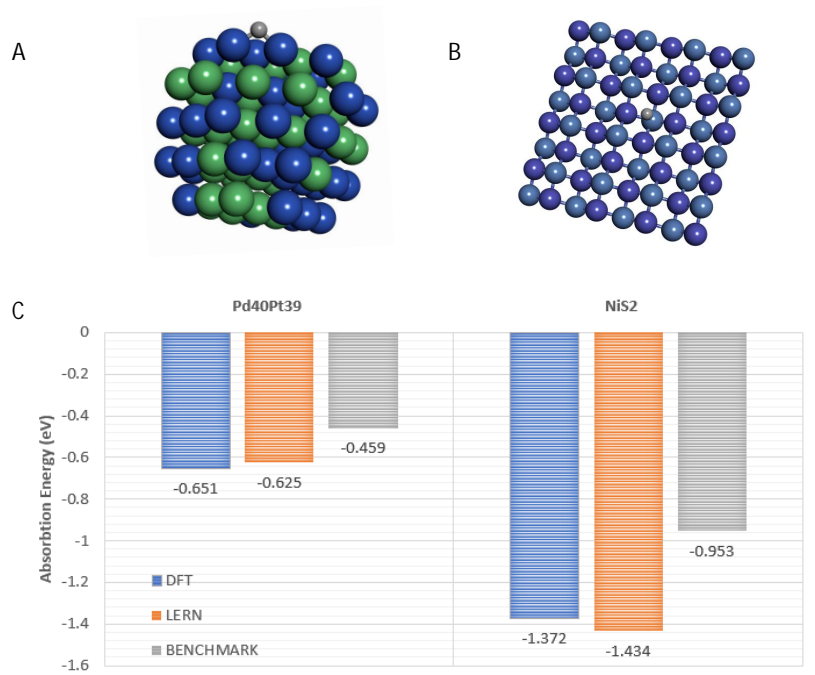 A
B
C
Pd40Pt39
NiS2
Absorbtion Energy (eV)
0
-0.2
-0.4
-0.6
-0.8
-1
-1.2
-1.4
-1.6
-0.651
-0.625
-0.459
-1.372
-1.434
-0.953
DFT
LERN
BENCHMARK